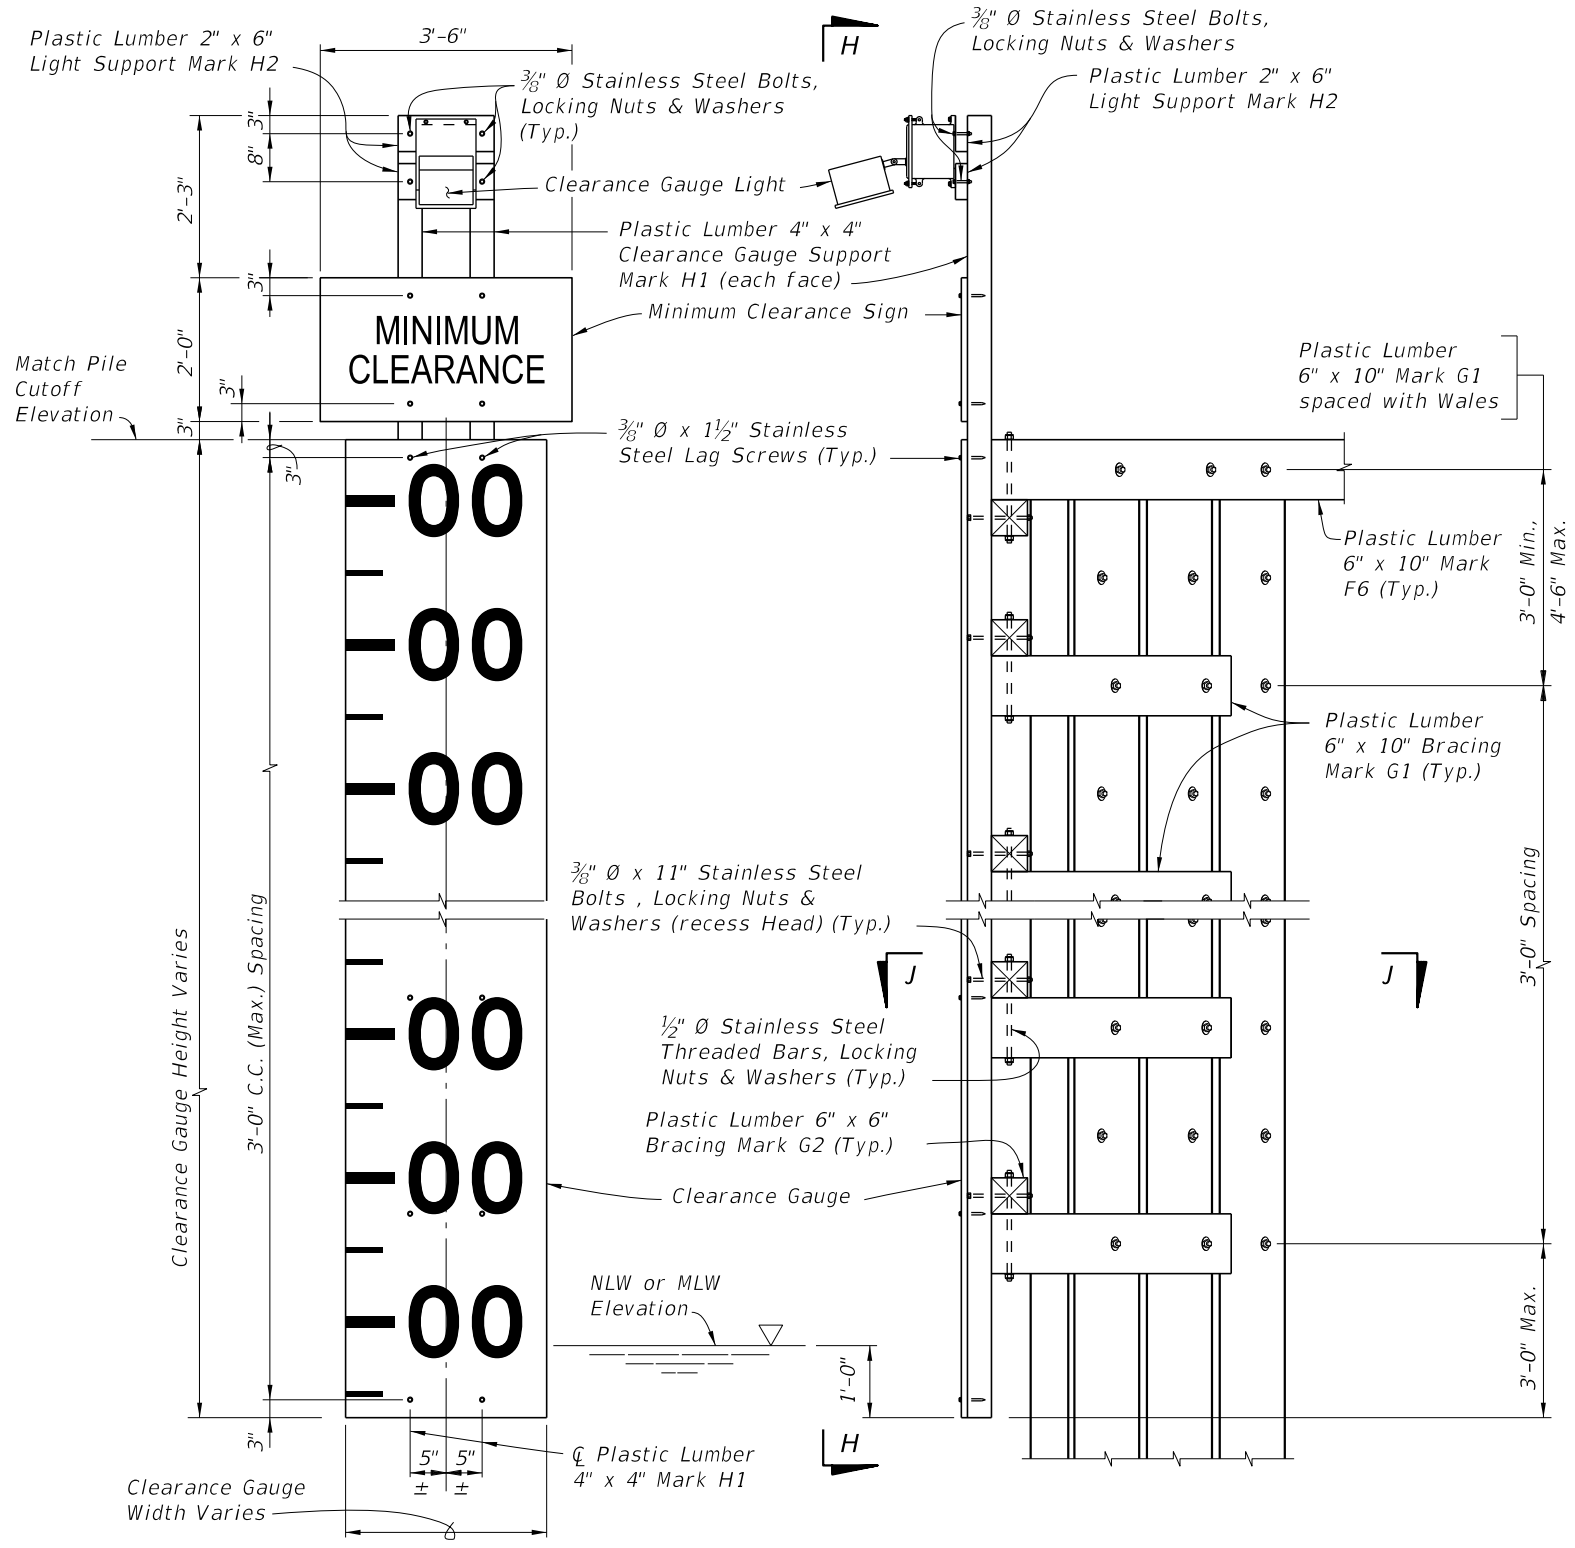 Plastic Lumber 2" x 6"
Light Support Mark H2
3'-6"
⅜" Ø Stainless Steel Bolts,
Locking Nuts & Washers
(Typ.)
H
⅜" Ø Stainless Steel Bolts,
Locking Nuts & Washers
Plastic Lumber 2" x 6"
Light Support Mark H2
3"
8"
2'-3"
Clearance Gauge Light
Plastic Lumber 4" x 4"
Clearance Gauge Support
Mark H1 (each face)
3"
Minimum Clearance Sign
MINIMUM
CLEARANCE
2'-0"
3"
3"
Match Pile
Cutoff
Elevation
Plastic Lumber
6" x 10" Mark G1
spaced with Wales
⅜" Ø x 1½" Stainless
Steel Lag Screws (Typ.)
3"
00
00
00
Plastic Lumber
6" x 10" Mark
F6 (Typ.)
3'-0" Min.,
4'-6" Max.
Plastic Lumber
6" x 10" Bracing
Mark G1 (Typ.)
⅜" Ø x 11" Stainless Steel
Bolts , Locking Nuts &
Washers (recess Head) (Typ.)
3'-0" Spacing
Clearance Gauge Height Varies
3'-0" C.C. (Max.) Spacing
J
J
½" Ø Stainless Steel
Threaded Bars, Locking
Nuts & Washers (Typ.)
00
00
00
Plastic Lumber 6" x 6"
Bracing Mark G2 (Typ.)
Clearance Gauge
NLW or MLW
Elevation
1'-0"
3'-0" Max.
3"
5"
±
5"
±
℄ Plastic Lumber
4" x 4" Mark H1
H
Clearance Gauge
Width Varies